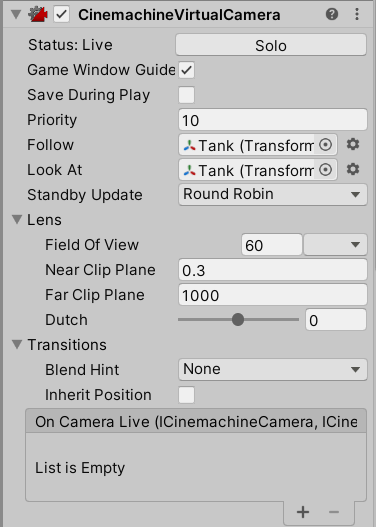 CinemachineVirtualCamera
Status: Live Solo
Game Window Guide
Save During Play
Priority 10
Follow Tank (Transform
Look At Tank (Transform
Standby Update Round Robin
Lens
Field Of View 60
Near Clip Plane 0.3
Far Clip Plane 1000
Dutch 0
Transitions
Blend Hint None
Inherit Position
On Camera Live (ICinemachineCamera, ICine
List is Empty